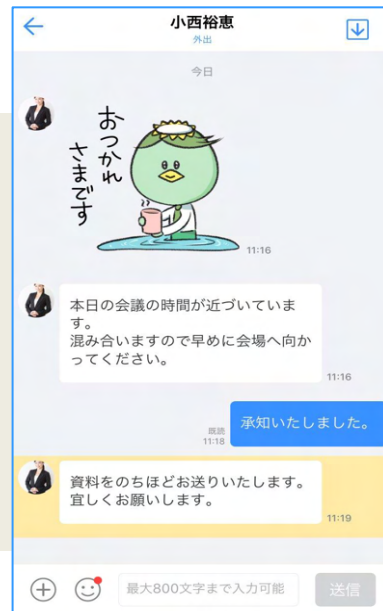 小西裕恵
外出
今日
おつかれ
さまです
11:16
本日の会議の時間が近づいていま
す。
混み合いますので早めに会場へ向か
ってください。
11:16
承知いたしました。
既読
11:18
資料をのちほどお送りいたします。
宜しくお願いします。
11:19
最大800文字まで入力可能
送信